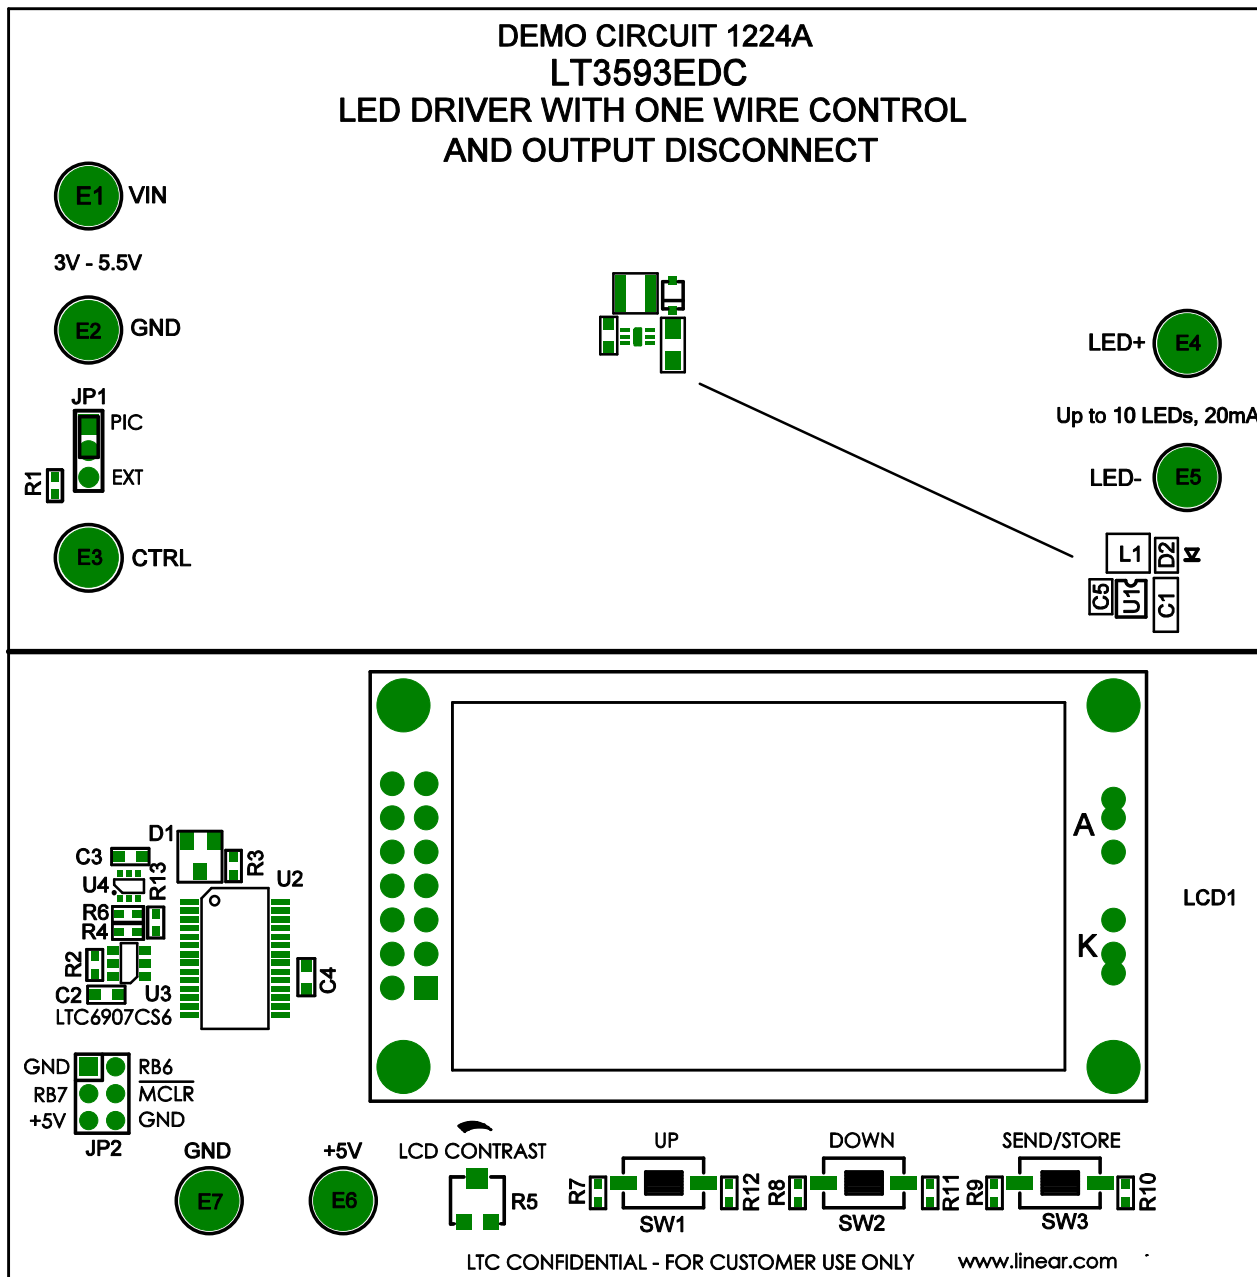 DEMO CIRCUIT 1224A
LT3593EDC
LED DRIVER WITH ONE WIRE CONTROL
AND OUTPUT DISCONNECT
E1 VIN
3V - 5.5V
E2 GND
JP1
PIC
EXT
R1
E3 CTRL
LED+ E4
Up to 10 LEDs, 20mA
LED- E5
L1 D2
C5 U1 C1
D1
C3
R13
R3
U4
U2
R6
R4
R2
C4
C2 U3
LTC6907CS6
A
K
LCD1
GND RB6
RB7 MCLR
+5V GND
JP2
GND
E7
+5V
E6
LCD CONTRAST
R5
UP
R7 R12
SW1
DOWN
R8 R11
SW2
SEND/STORE
R9 R10
SW3
LTC CONFIDENTIAL - FOR CUSTOMER USE ONLY www.linear.com